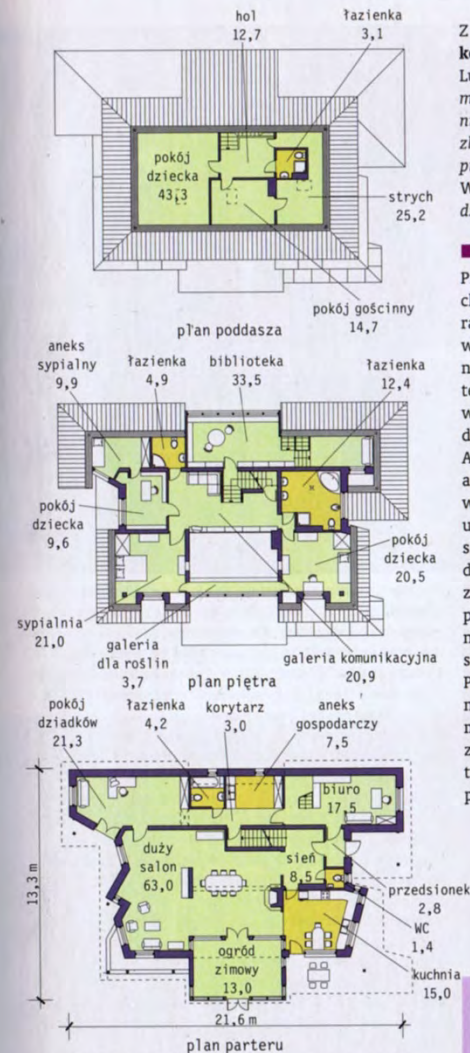 hol
12,7
łazienka
3,1
pokój
dziecka
43,3
strych
25,2
pokój gościnny
14,7
plan poddasza
aneks
sypialny
9,9
łazienka
4,9
biblioteka
33,5
łazienka
12,4
pokój
dziecka
9,6
pokój
dziecka
20,5
sypialnia
21,0
galeria
dla roślin
3,7
galeria komunikacyjna
20,9
plan piętra
pokój
dziadków
21,3
łazienka
4,2
korytarz
3,0
aneks
gospodarczy
7,5
biuro
17,5
duży
salon
63,0
sień
8,5
przedsionek
2,8
WC
1,4
ogród
zimowy
13,0
kuchnia
15,0
13,3 m
21,6 m
plan parteru